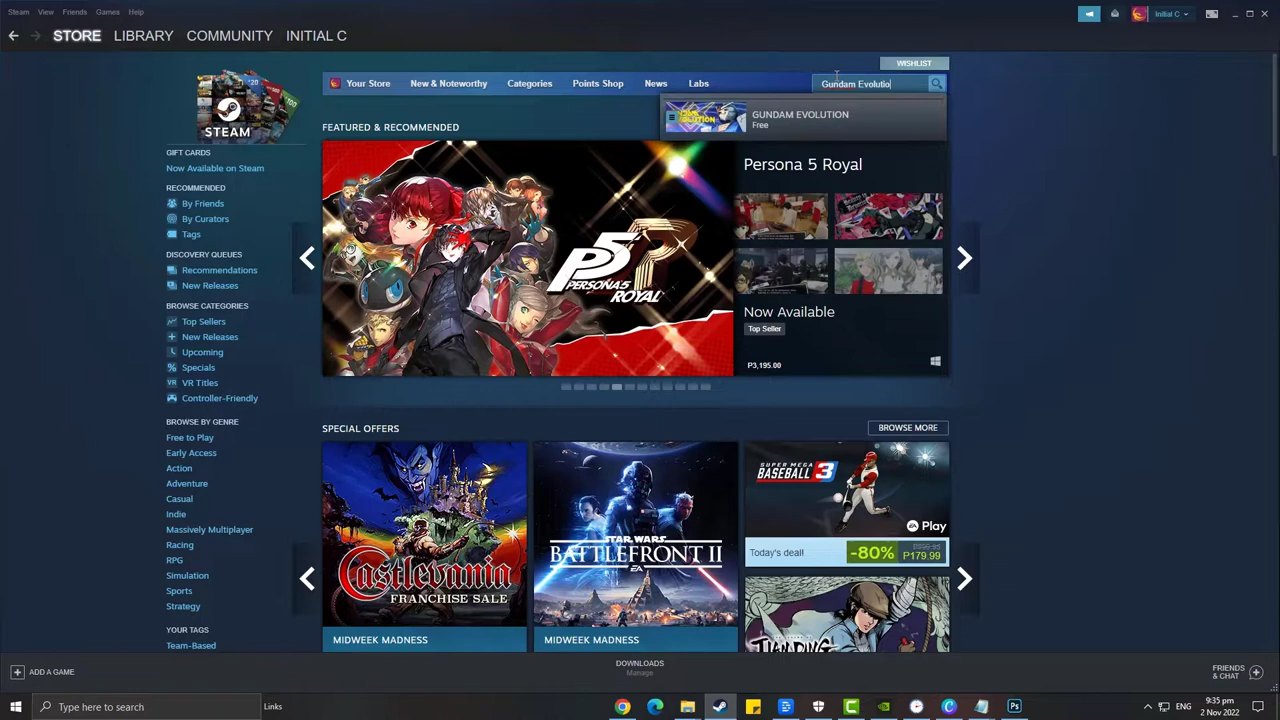 Steam View Friends Games Help
Initial C
STORE LIBRARY COMMUNITY INITIAL C
WISHLIST
Your Store New & Noteworthy Categories Points Shop News Labs Gundam Evolutio
$20
100
STEAM
GUNDAM EVOLUTION
Free
FEATURED & RECOMMENDED
GIFT CARDS
Now Available on Steam
RECOMMENDED
By Friends
By Curators
Tags
DISCOVERY QUEUES
Recommendations
New Releases
BROWSE CATEGORIES
Top Sellers
New Releases
Upcoming
Specials
VR VR Titles
Controller-Friendly
BROWSE BY GENRE
Free to Play
Early Access
Action
Adventure
Casual
Indie
Massively Multiplayer
Racing
RPG
Simulation
Sports
Strategy
YOUR TAGS
Team-Based
P5R
PERSONA5
ROYAL
Persona 5 Royal
Now Available
Top Seller
P3,195.00
SPECIAL OFFERS
BROWSE MORE
Castlevania
FRANCHISE SALE
MIDWEEK MADNESS
STAR WARS
BATTLEFRONT II
EA
MIDWEEK MADNESS
SUPER MEGA
BASEBALL 3
EA Play
Today's deal!
-80%
P179.99
ADD A GAME
DOWNLOADS
Manage
FRIENDS
& CHAT
Type here to search
Links
ENG
9:35 pm
2 Nov 2022